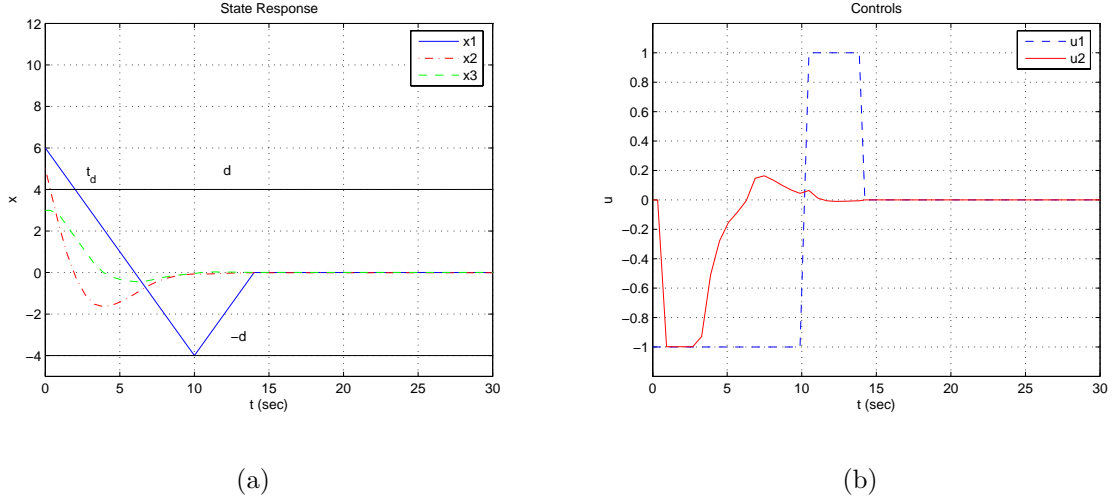 State Response
12
10
8
6
4
2
0
−2
−4
0 5 10 15 20 25 30
t (sec)
x
x1
x2
x3
t_d
d
−d
(a)
Controls
1
0.8
0.6
0.4
0.2
0
−0.2
−0.4
−0.6
−0.8
−1
0 5 10 15 20 25 30
t (sec)
u
u1
u2
(b)